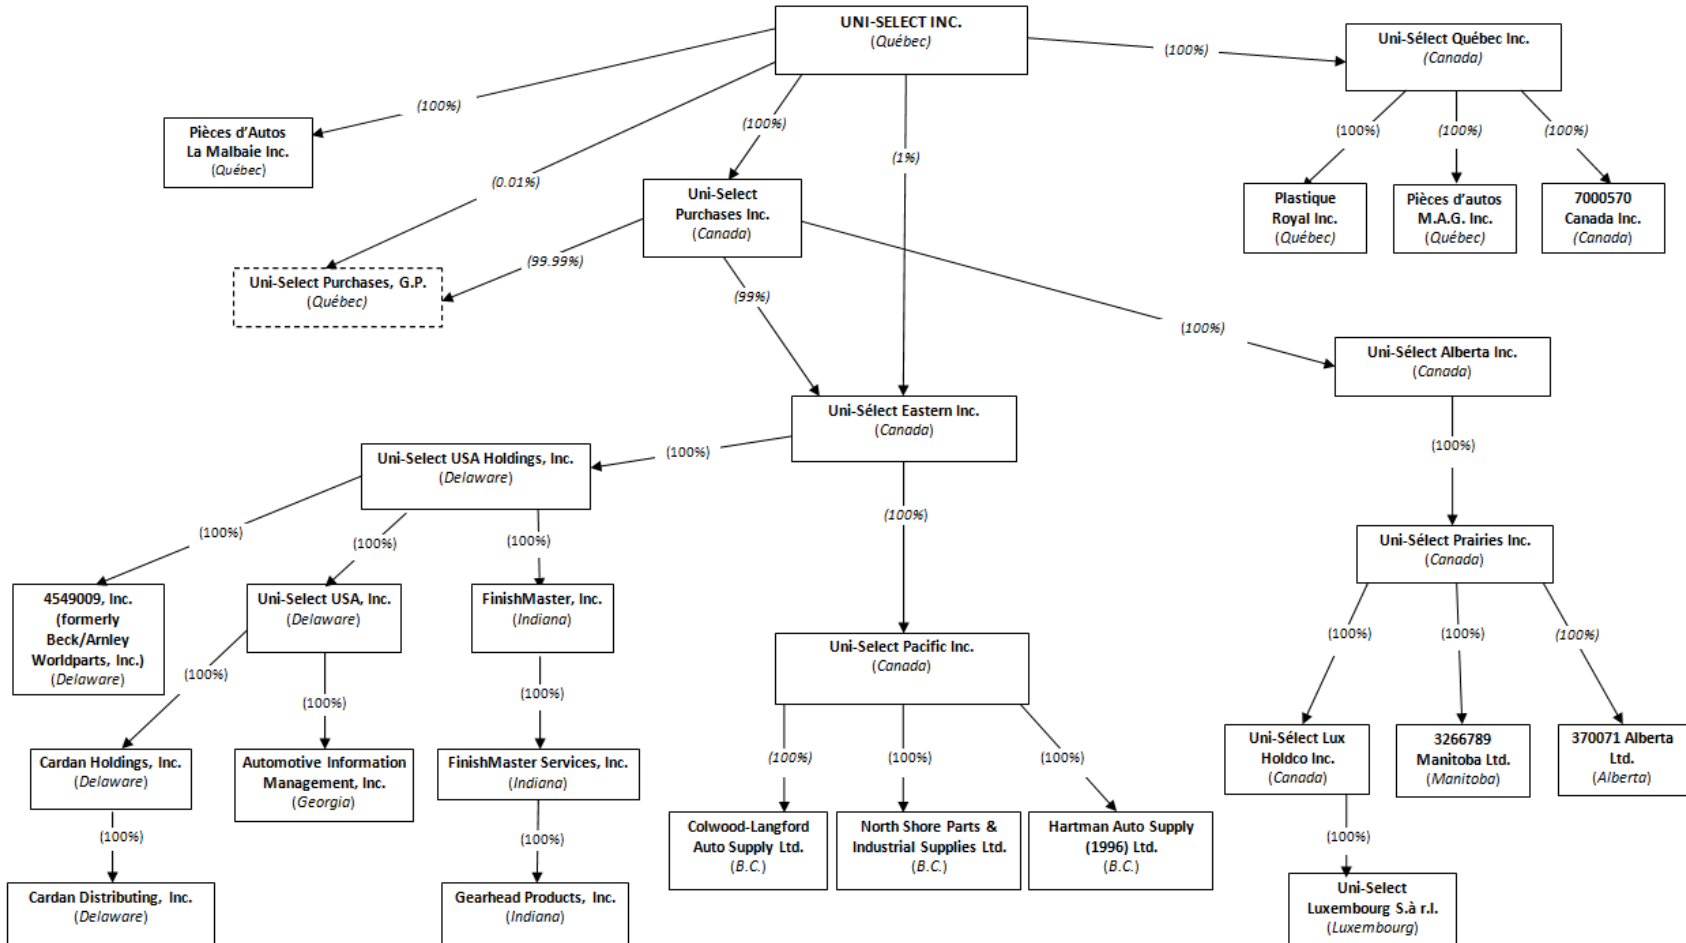 UNI-SELECT INC.
(Québec)
Uni-Sélect Québec Inc.
(Canada)
(100%)
(100%)
(100%)
(1%)
(0.01%)
Pièces d'Autos
La Malbaie Inc.
(Québec)
(100%)
(100%)
(100%)
Uni-Select
Purchases Inc.
(Canada)
Plastique
Royal Inc.
(Québec)
Pièces d'autos
M.A.G. Inc.
(Québec)
7000570
Canada Inc.
(Canada)
(99.99%)
Uni-Select Purchases, G.P.
(Québec)
(99%)
(100%)
Uni-Sélect Alberta Inc.
(Canada)
Uni-Sélect Eastern Inc.
(Canada)
(100%)
(100%)
Uni-Select USA Holdings, Inc.
(Delaware)
(100%)
(100%)
(100%)
(100%)
Uni-Sélect Prairies Inc.
(Canada)
4549009, Inc.
(formerly
Beck/Arnley
Worldparts, Inc.)
(Delaware)
Uni-Select USA, Inc.
(Delaware)
FinishMaster, Inc.
(Indiana)
Uni-Select Pacific Inc.
(Canada)
(100%)
(100%)
(100%)
(100%)
(100%)
(100%)
Cardan Holdings, Inc.
(Delaware)
Automotive Information
Management, Inc.
(Georgia)
FinishMaster Services, Inc.
(Indiana)
(100%)
(100%)
(100%)
Uni-Sélect Lux
Holdco Inc.
(Canada)
3266789
Manitoba Ltd.
(Manitoba)
370071 Alberta
Ltd.
(Alberta)
(100%)
(100%)
Colwood-Langford
Auto Supply Ltd.
(B.C.)
North Shore Parts &
Industrial Supplies Ltd.
(B.C.)
Hartman Auto Supply
(1996) Ltd.
(B.C.)
(100%)
Cardan Distributing, Inc.
(Delaware)
Gearhead Products, Inc.
(Indiana)
Uni-Select
Luxembourg S.à r.l.
(Luxembourg)